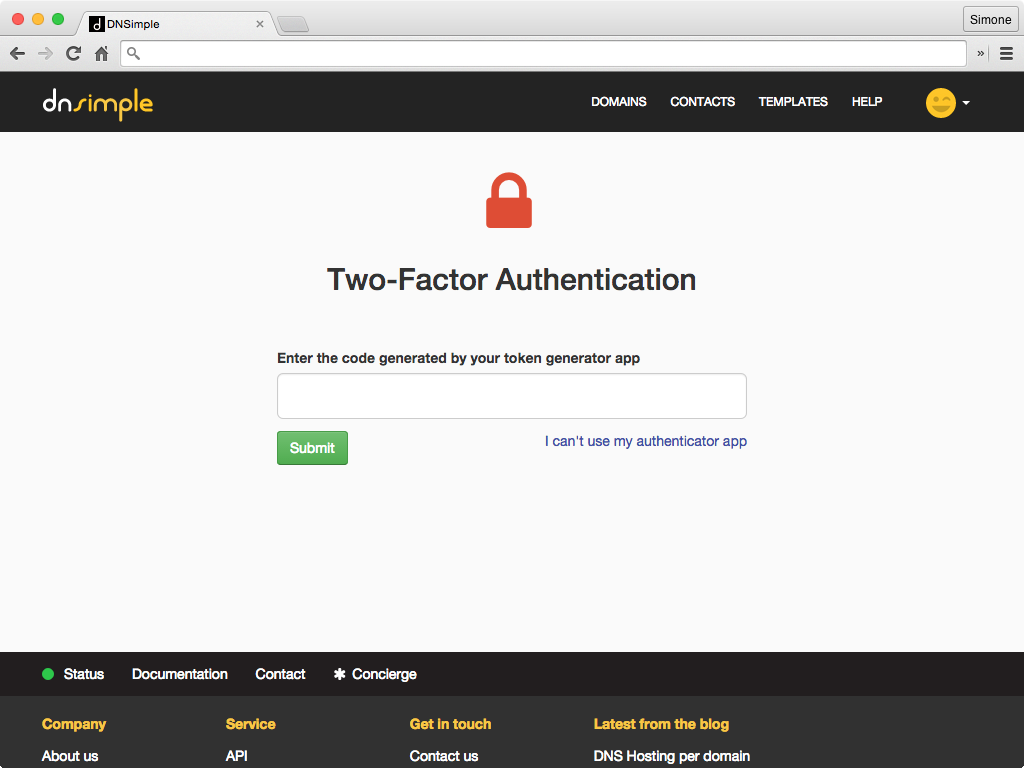 DNSimple
Simone
dnsimple
DOMAINS CONTACTS TEMPLATES HELP
Two-Factor Authentication
Enter the code generated by your token generator app
Submit
I can't use my authenticator app
Status Documentation Contact ✱ Concierge
Company Service Get in touch Latest from the blog
About us API Contact us DNS Hosting per domain